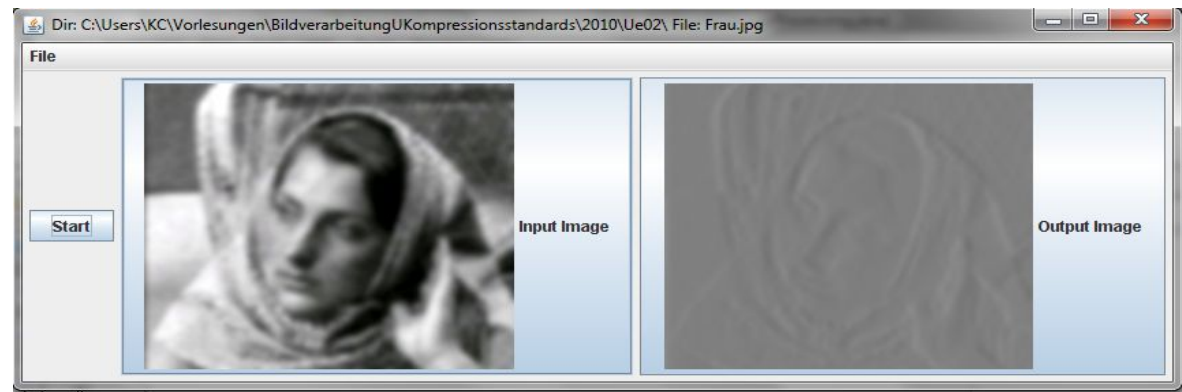 Dir: C:\Users\KC\Vorlesungen\BildverarbeitungUKompressionsstandards\2010\Ue02\ File: Frau.jpg
File
Start
Input Image
Output Image